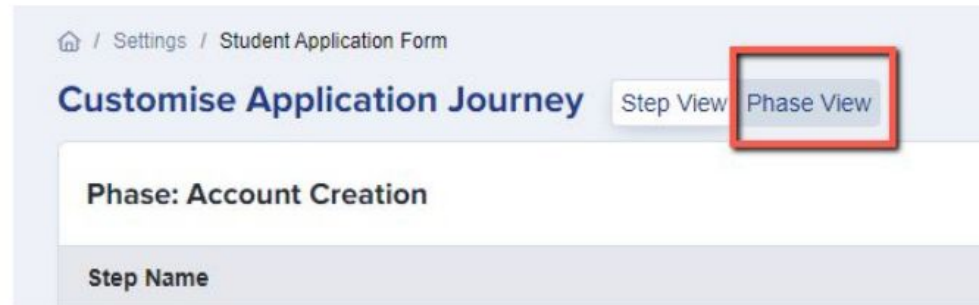 / Settings / Student Application Form
Customise Application Journey Step View Phase View
Phase: Account Creation
Step Name